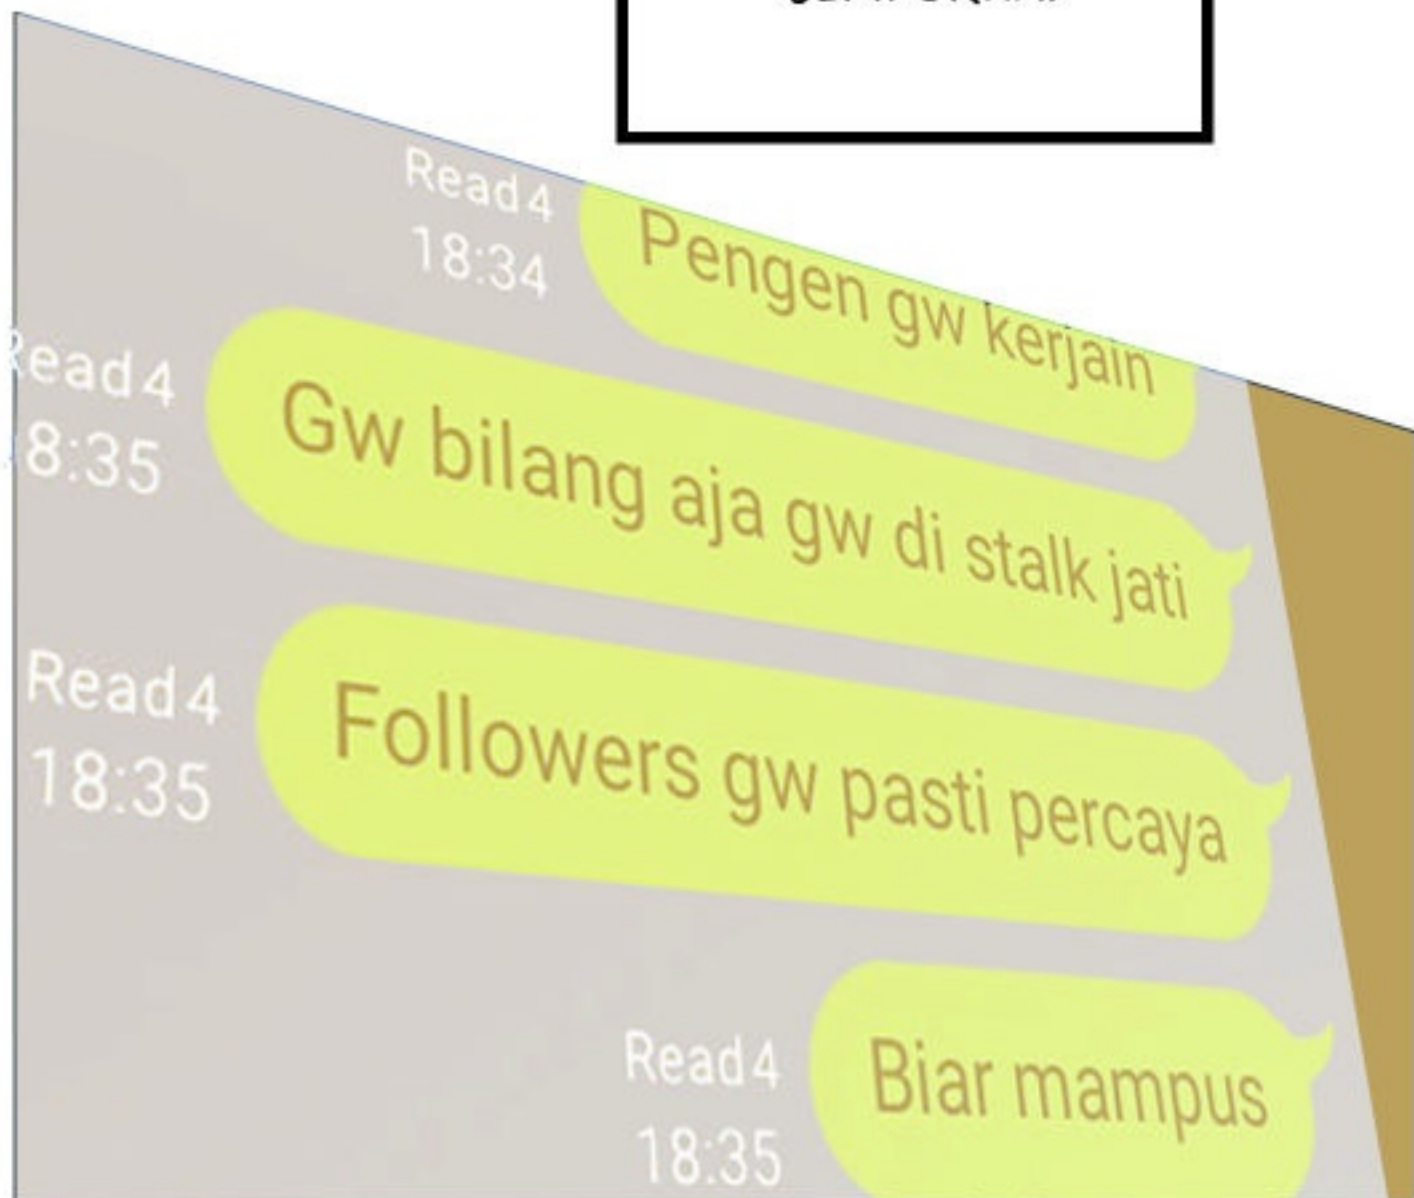 Read 4
18:34
Pengen gw kerjain
Read 4
8:35
Gw bilang aja gw di stalk jati
Read 4
18:35
Followers gw pasti percaya
Read 4
18:35
Biar mampus